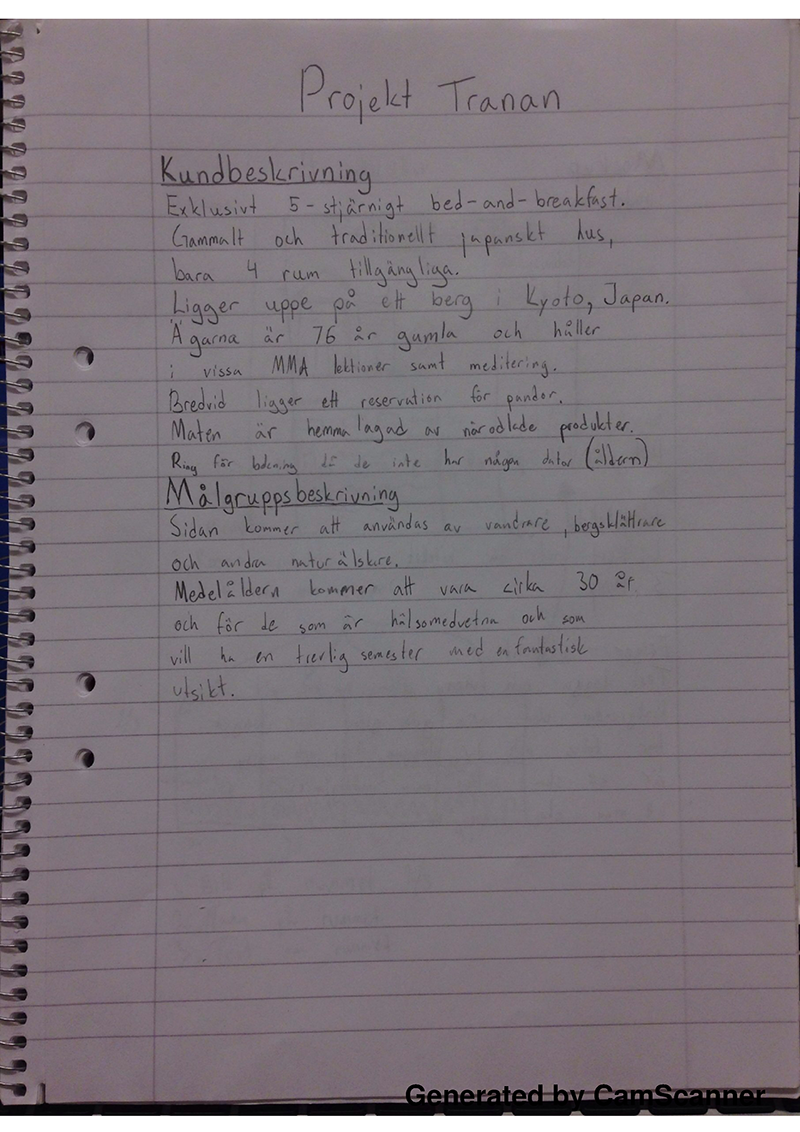 Projekt Tranan
Kundbeskrivning
Exklusivt 5-stjärnigt bed-and-breakfast.
Gammalt och traditionellt japanskt hus,
bara 4 rum tillgängliga.
Ligger uppe på ett berg i Kyoto, Japan.
Ägarna är 76 år gamla och håller
i vissa MMA lektioner samt meditering.
Bredvid ligger ett reservation för pandor.
Maten är hemmalagad av närodlade produkter.
Ring för bokning då de inte har någon dator (åldern)
Målgruppsbeskrivning
Sidan kommer att användas av vandrare, bergsklättrare
och andra naturälskare.
Medelåldern kommer att vara cirka 30 år
och för de som är hälsomedvetna och som
vill ha en trevlig semester med en fantastisk
utsikt.
Generated by CamScanner